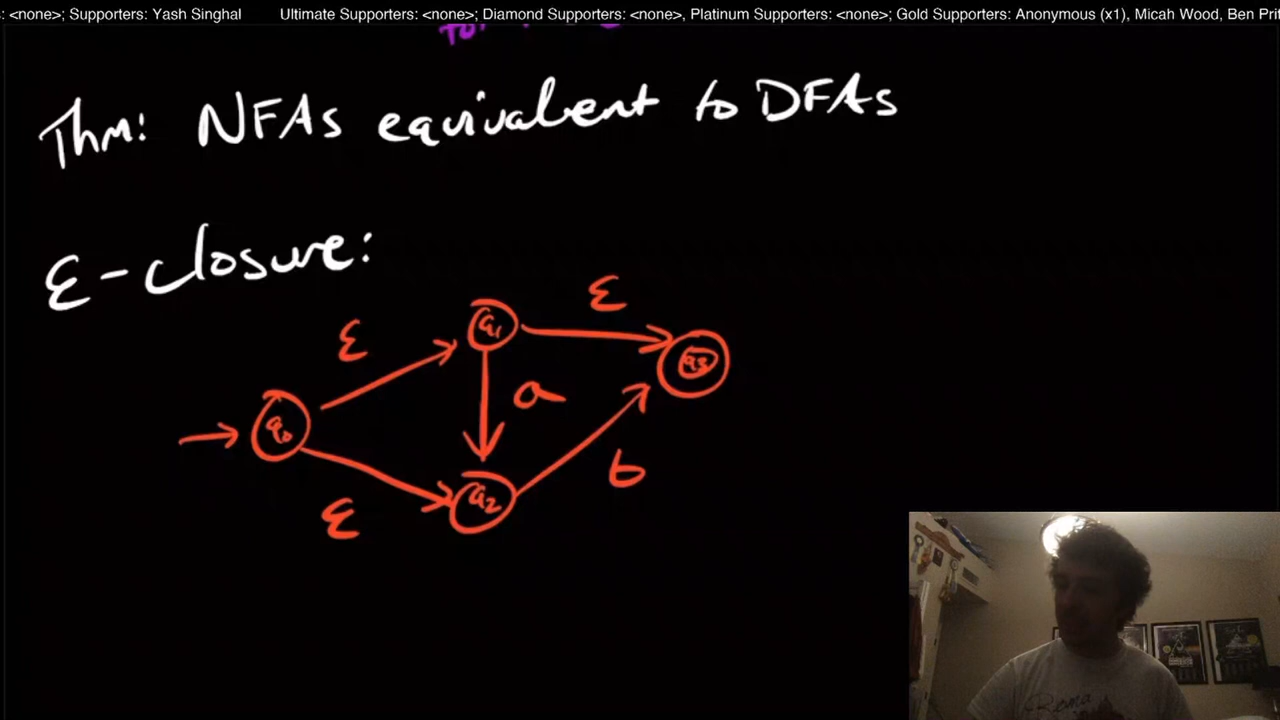 : <none>; Supporters: Yash Singhal Ultimate Supporters: <none>; Diamond Supporters: <none>, Platinum Supporters: <none>; Gold Supporters: Anonymous (x1), Micah Wood, Ben Prit
Thm: NFAs equivalent to DFAs
ε-closure:
ε
ε
q1
q3
a
q0
b
q2
ε